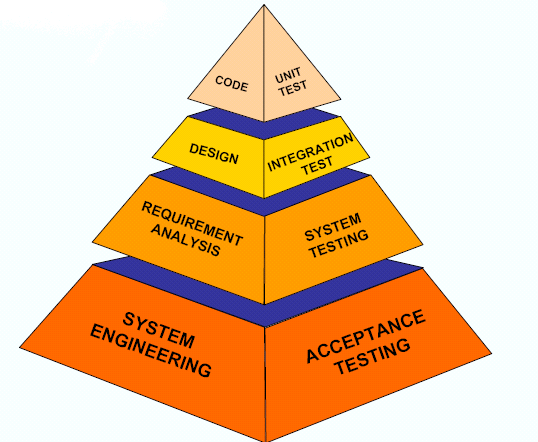 CODE
UNIT
TEST
DESIGN
INTEGRATION
TEST
REQUIREMENT
ANALYSIS
SYSTEM
TESTING
SYSTEM
ENGINEERING
ACCEPTANCE
TESTING